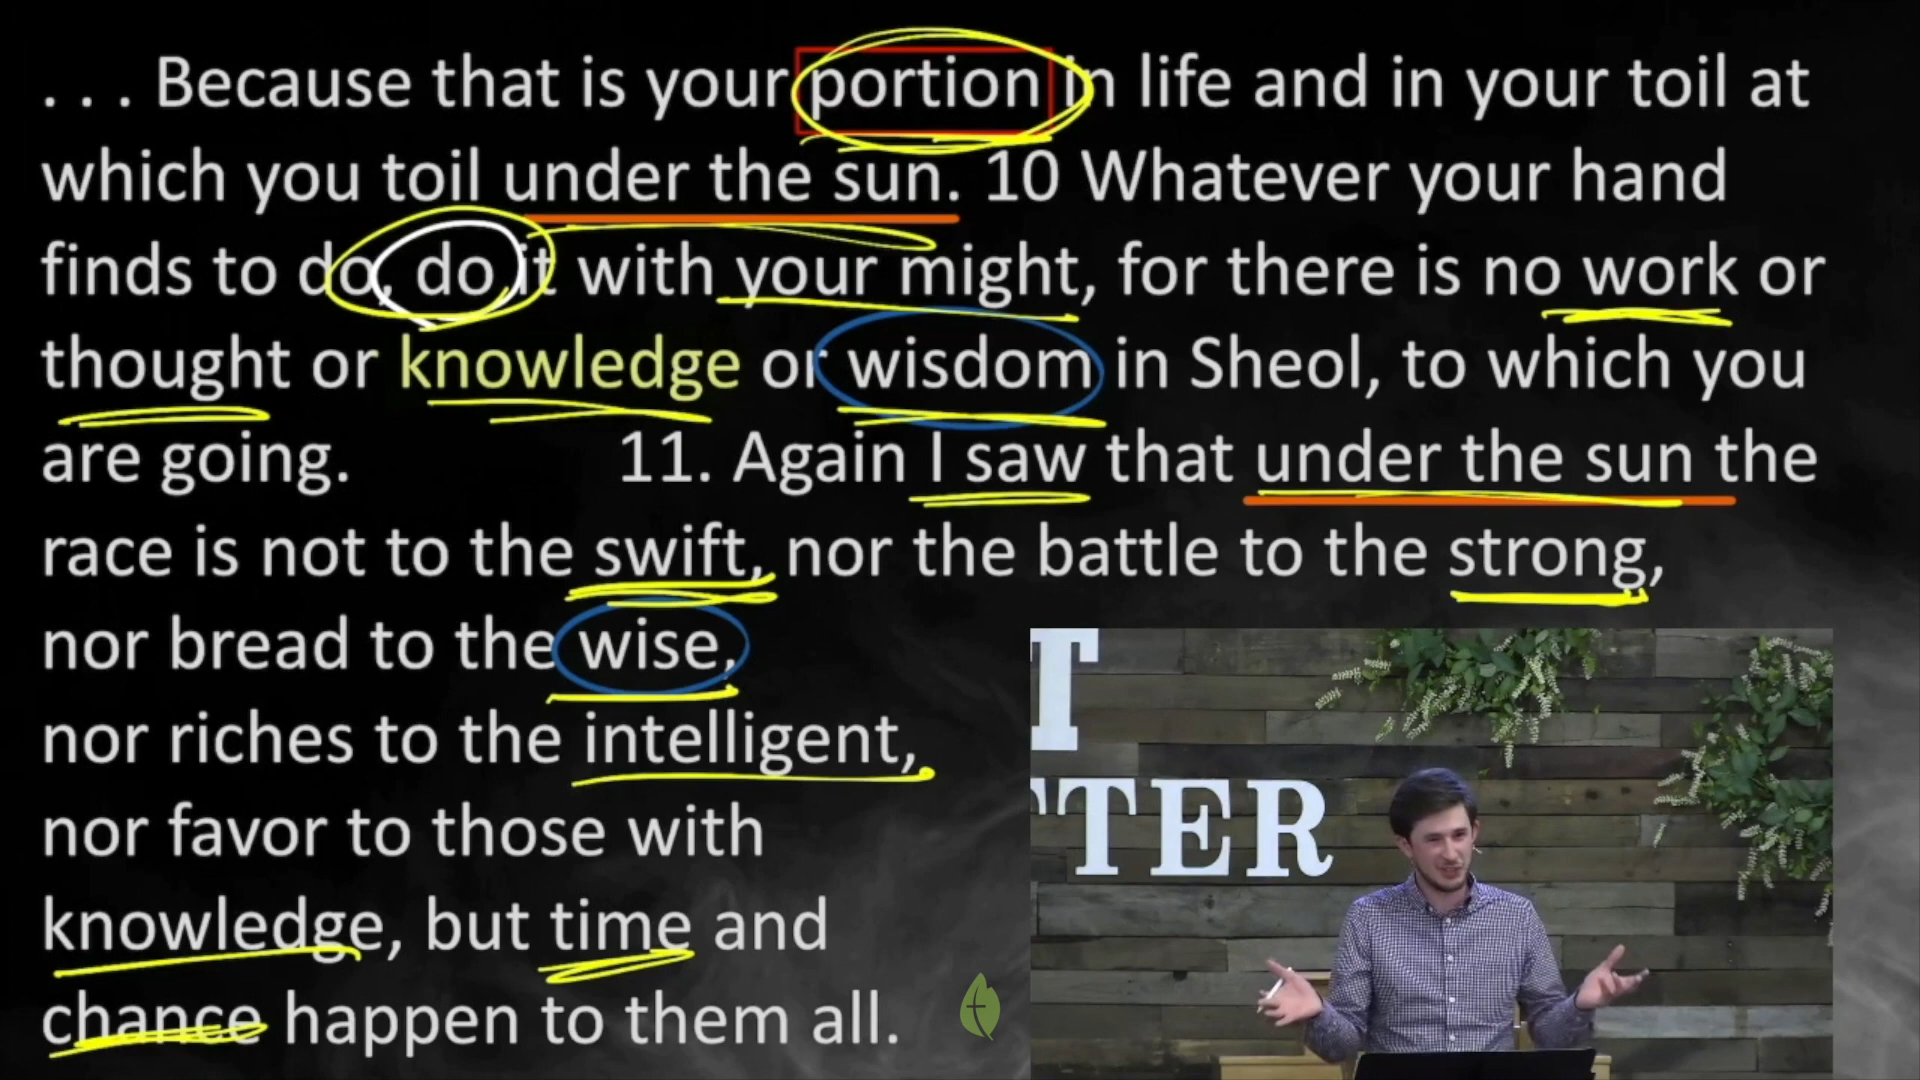 . . . Because that is your portion in life and in your toil at
which you toil under the sun. 10 Whatever your hand
finds to do, do it with your might, for there is no work or
thought or knowledge or wisdom in Sheol, to which you
are going. 11. Again I saw that under the sun the
race is not to the swift, nor the battle to the strong,
nor bread to the wise,
nor riches to the intelligent,
nor favor to those with
knowledge, but time and
chance happen to them all.
T
TTER